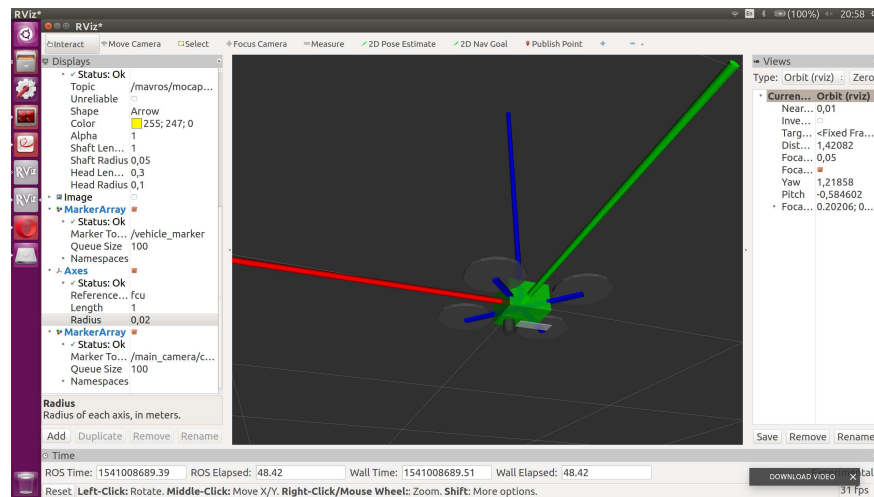 RViz*
En
(100%)
20:58
RViz*
Interact
Move Camera
Select
Focus Camera
Measure
2D Pose Estimate
2D Nav Goal
Publish Point
Displays
Status: Ok
Topic /mavros/mocap...
Unreliable
Shape Arrow
Color 255; 247; 0
Alpha 1
Shaft Len... 1
Shaft Radius 0,05
Head Len... 0,3
Head Radius 0,1
Image
MarkerArray
Status: Ok
Marker To... /vehicle_marker
Queue Size 100
Namespaces
Axes
Status: Ok
Reference... fcu
Length 1
Radius 0,02
MarkerArray
Status: Ok
Marker To... /main_camera/c...
Queue Size 100
Namespaces
Radius
Radius of each axis, in meters.
Add Duplicate Remove Rename
Views
Type: Orbit (rviz) Zero
Curren... Orbit (rviz)
Near... 0,01
Inve...
Targ... <Fixed Fra...
Dist... 1,42082
Foca... 0,05
Foca...
Yaw 1,21858
Pitch -0,584602
Foca... 0.20206; 0...
Save Remove Rename
Time
ROS Time: 1541008689.39 ROS Elapsed: 48.42 Wall Time: 1541008689.51 Wall Elapsed: 48.42
DOWNLOAD VIDEO
Reset Left-Click: Rotate. Middle-Click: Move X/Y. Right-Click/Mouse Wheel:: Zoom. Shift: More options.
31 fps
RViz
RViz